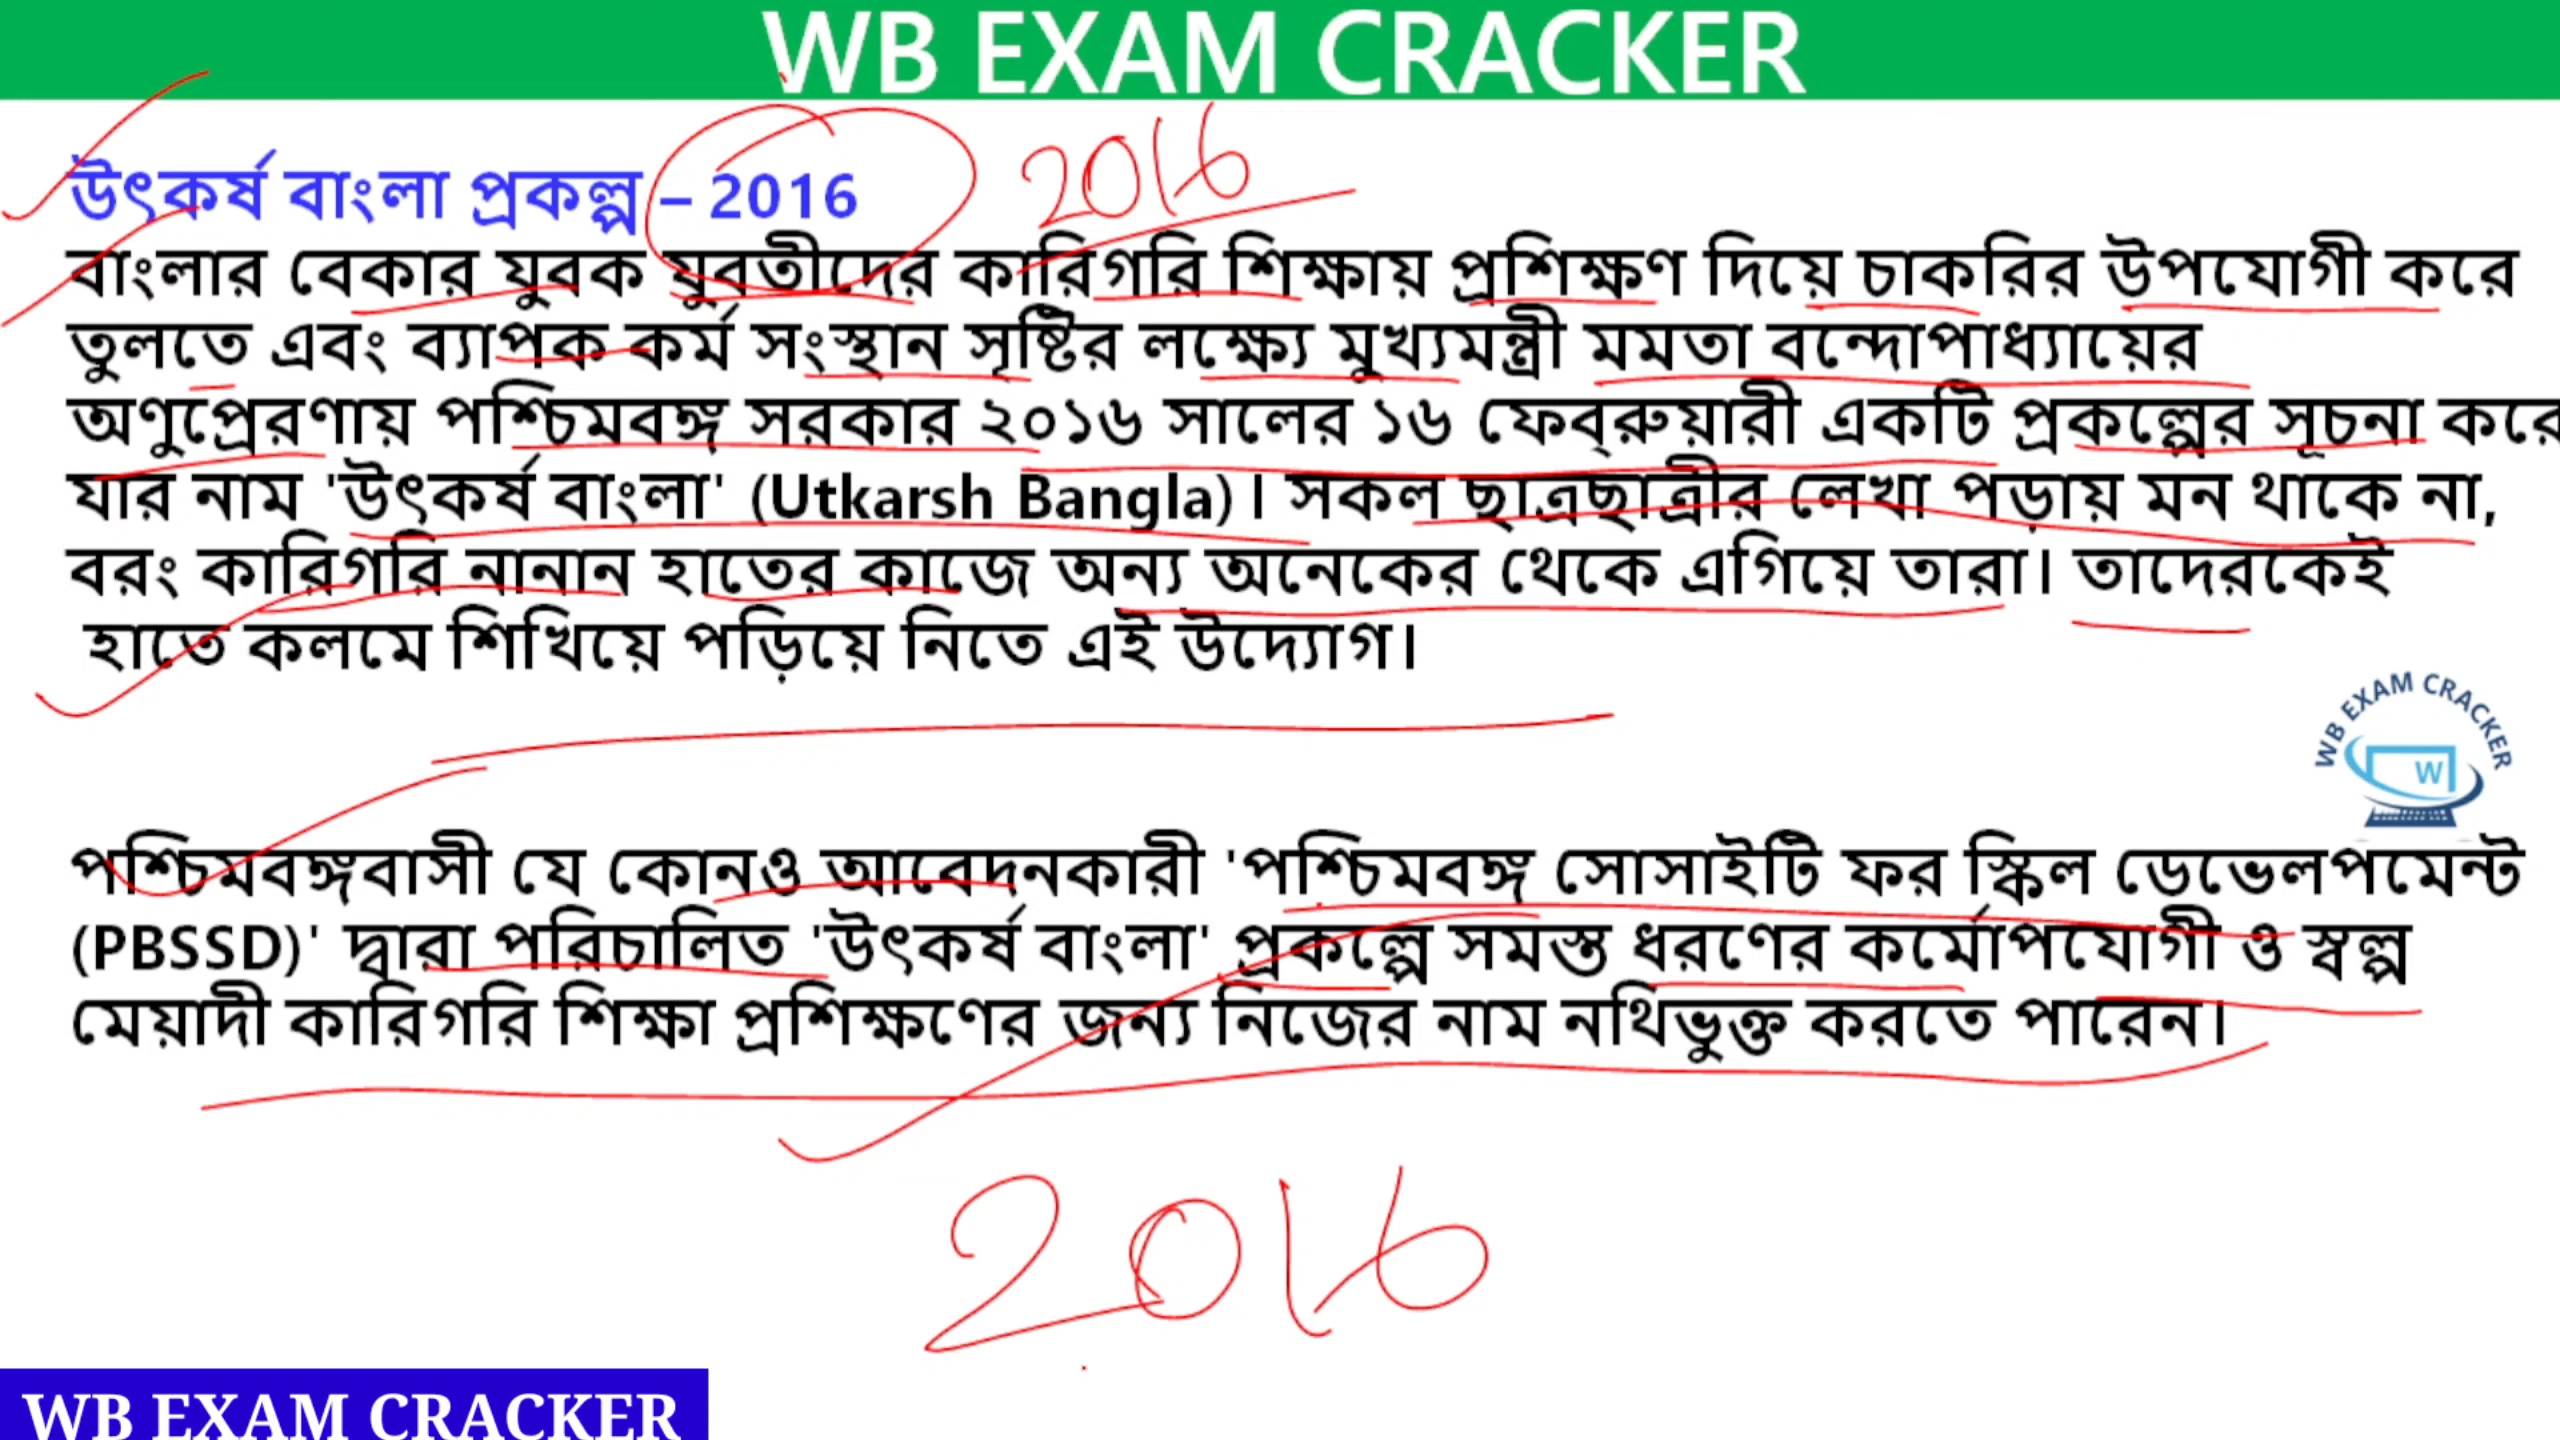 WB EXAM CRACKER
উৎকর্ষ বাংলা প্রকল্প – 2016 2016
বাংলার বেকার যুবক যুবতীদের কারিগরি শিক্ষায় প্রশিক্ষণ দিয়ে চাকরির উপযোগী করে
তুলতে এবং ব্যাপক কর্ম সংস্থান সৃষ্টির লক্ষ্যে মুখ্যমন্ত্রী মমতা বন্দোপাধ্যায়ের
অণুপ্রেরণায় পশ্চিমবঙ্গ সরকার ২০১৬ সালের ১৬ ফেব্রুয়ারী একটি প্রকল্পের সূচনা করে
যার নাম 'উৎকর্ষ বাংলা' (Utkarsh Bangla)। সকল ছাত্রছাত্রীর লেখা পড়ায় মন থাকে না,
বরং কারিগরি নানান হাতের কাজে অন্য অনেকের থেকে এগিয়ে তারা। তাদেরকেই
হাতে কলমে শিখিয়ে পড়িয়ে নিতে এই উদ্যোগ।
WB EXAM CRACKER
W
পশ্চিমবঙ্গবাসী যে কোনও আবেদনকারী 'পশ্চিমবঙ্গ সোসাইটি ফর স্কিল ডেভেলপমেন্ট
(PBSSD)' দ্বারা পরিচালিত 'উৎকর্ষ বাংলা' প্রকল্পে সমস্ত ধরণের কর্মোপযোগী ও স্বল্প
মেয়াদী কারিগরি শিক্ষা প্রশিক্ষণের জন্য নিজের নাম নথিভুক্ত করতে পারেন।
2016
WB EXAM CRACKER